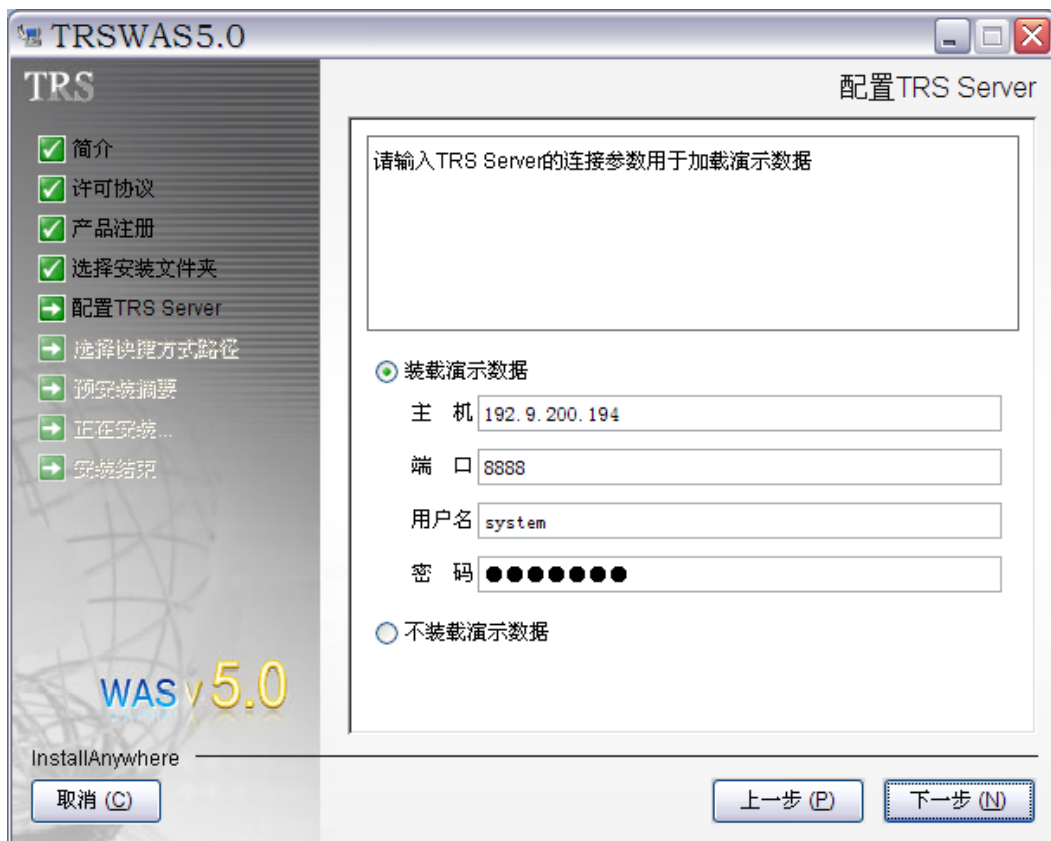 TRSWAS5.0
TRS
配置TRS Server
简介
许可协议
产品注册
选择安装文件夹
配置TRS Server
选择快捷方式路径
预安装摘要
正在安装...
安装结束
请输入TRS Server的连接参数用于加载演示数据
装载演示数据
主 机 192.9.200.194
端 口 8888
用户名 system
密 码 ●●●●●●●
不装载演示数据
WAS v 5.0
InstallAnywhere
取消 (C)
上一步 (P)
下一步 (N)